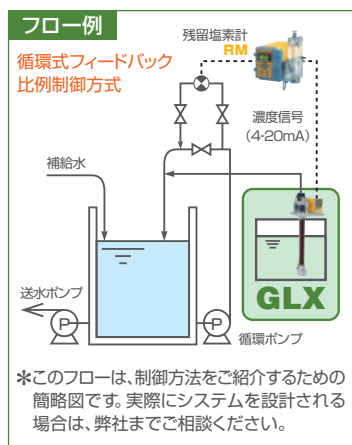 フロー例
循環式フィードバック
比例制御方式
残留塩素計
RM
濃度信号
(4-20mA)
補給水
GLX
送水ポンプ
P
P
循環ポンプ
＊このフローは、制御方法をご紹介するための
簡略図です。実際にシステムを設計される
場合は、弊社までご相談ください。